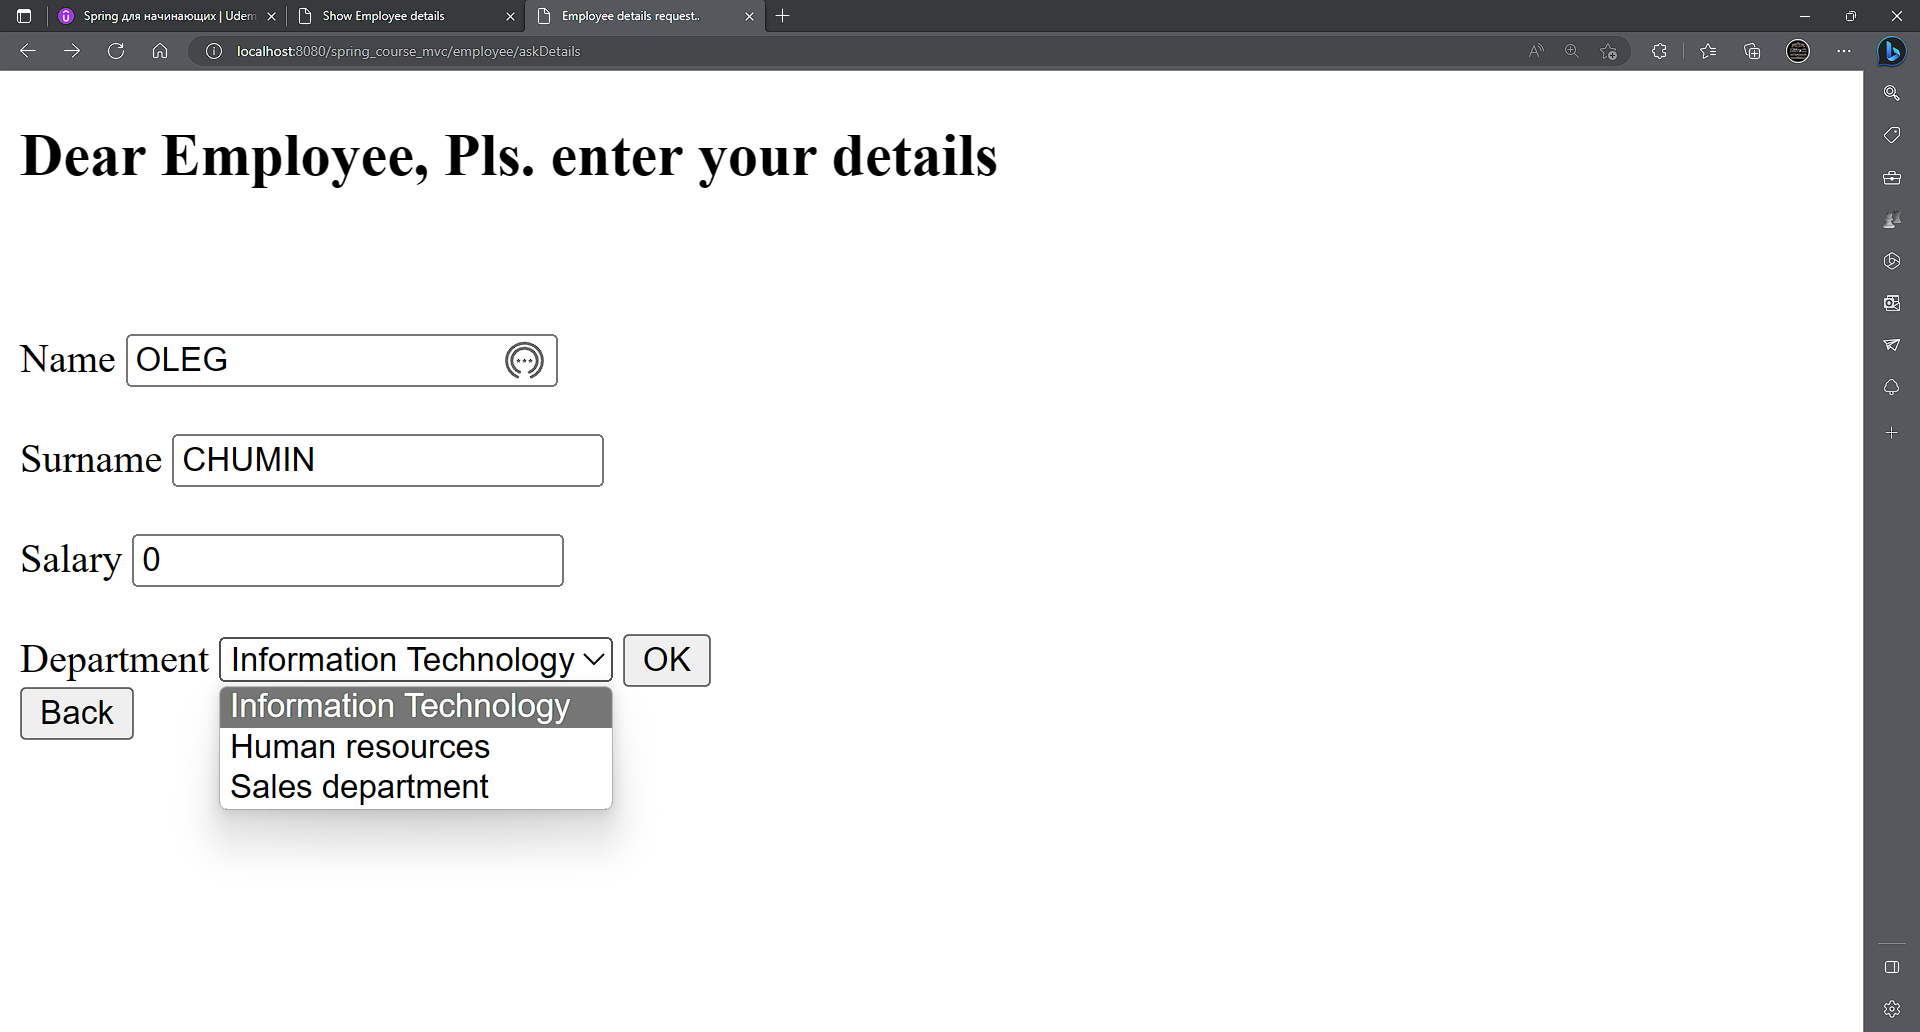 Spring для начинающих | Udem
Show Employee details
Employee details request..
localhost:8080/spring_course_mvc/employee/askDetails
Dear Employee, Pls. enter your details
Name OLEG
Surname CHUMIN
Salary 0
Department Information Technology OK
Back
Information Technology
Human resources
Sales department